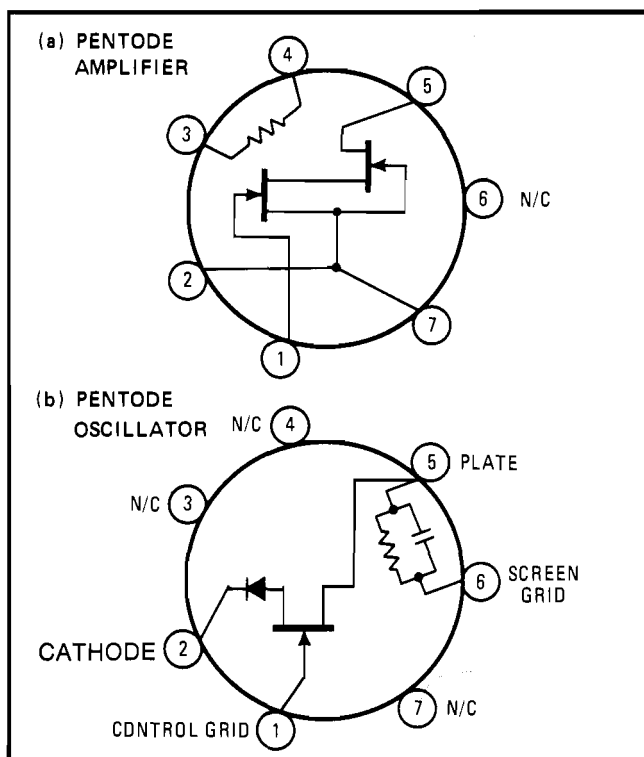 (a) PENTODE
AMPLIFIER
4
5
3
6 N/C
2
7
1
(b) PENTODE
OSCILLATOR
N/C 4
5 PLATE
N/C 3
6 SCREEN
GRID
CATHODE 2
7 N/C
CONTROL GRID 1